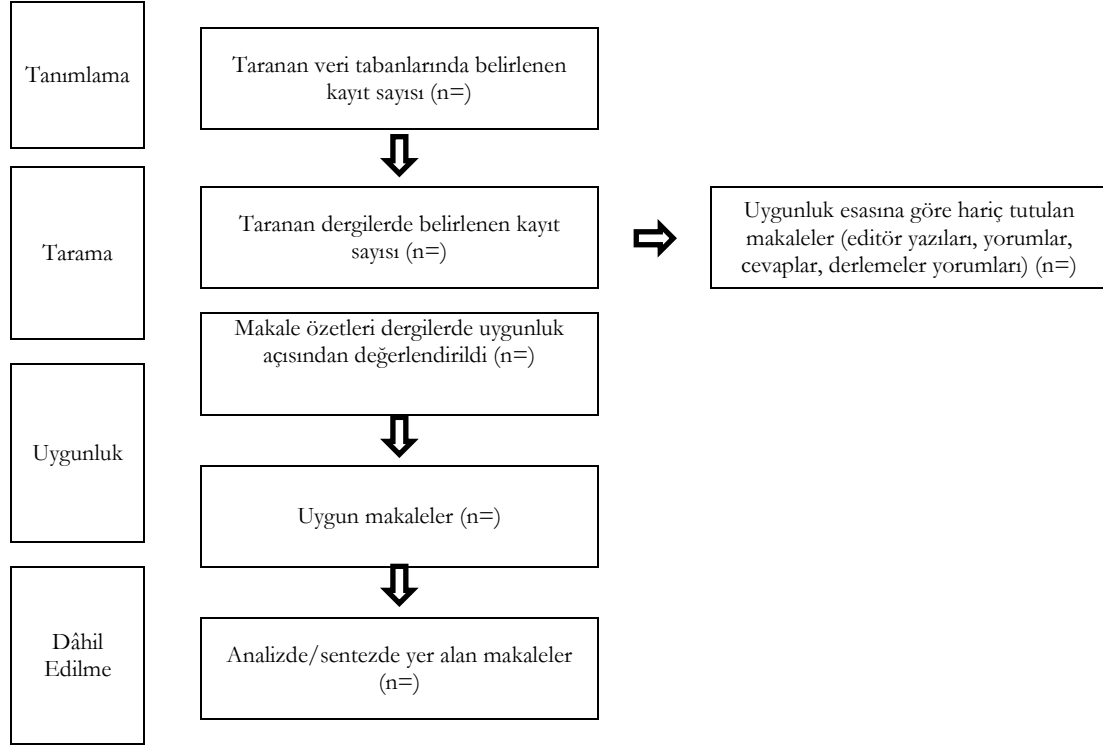 Tanımlama
Taranan veri tabanlarında belirlenen
kayıt sayısı (n=)
Tarama
Taranan dergilerde belirlenen kayıt
sayısı (n=)
Uygunluk esasına göre hariç tutulan
makaleler (editör yazıları, yorumlar,
cevaplar, derlemeler yorumları) (n=)
Makale özetleri dergilerde uygunluk
açısından değerlendirildi (n=)
Uygunluk
Uygun makaleler (n=)
Dâhil
Edilme
Analizde/sentezde yer alan makaleler
(n=)